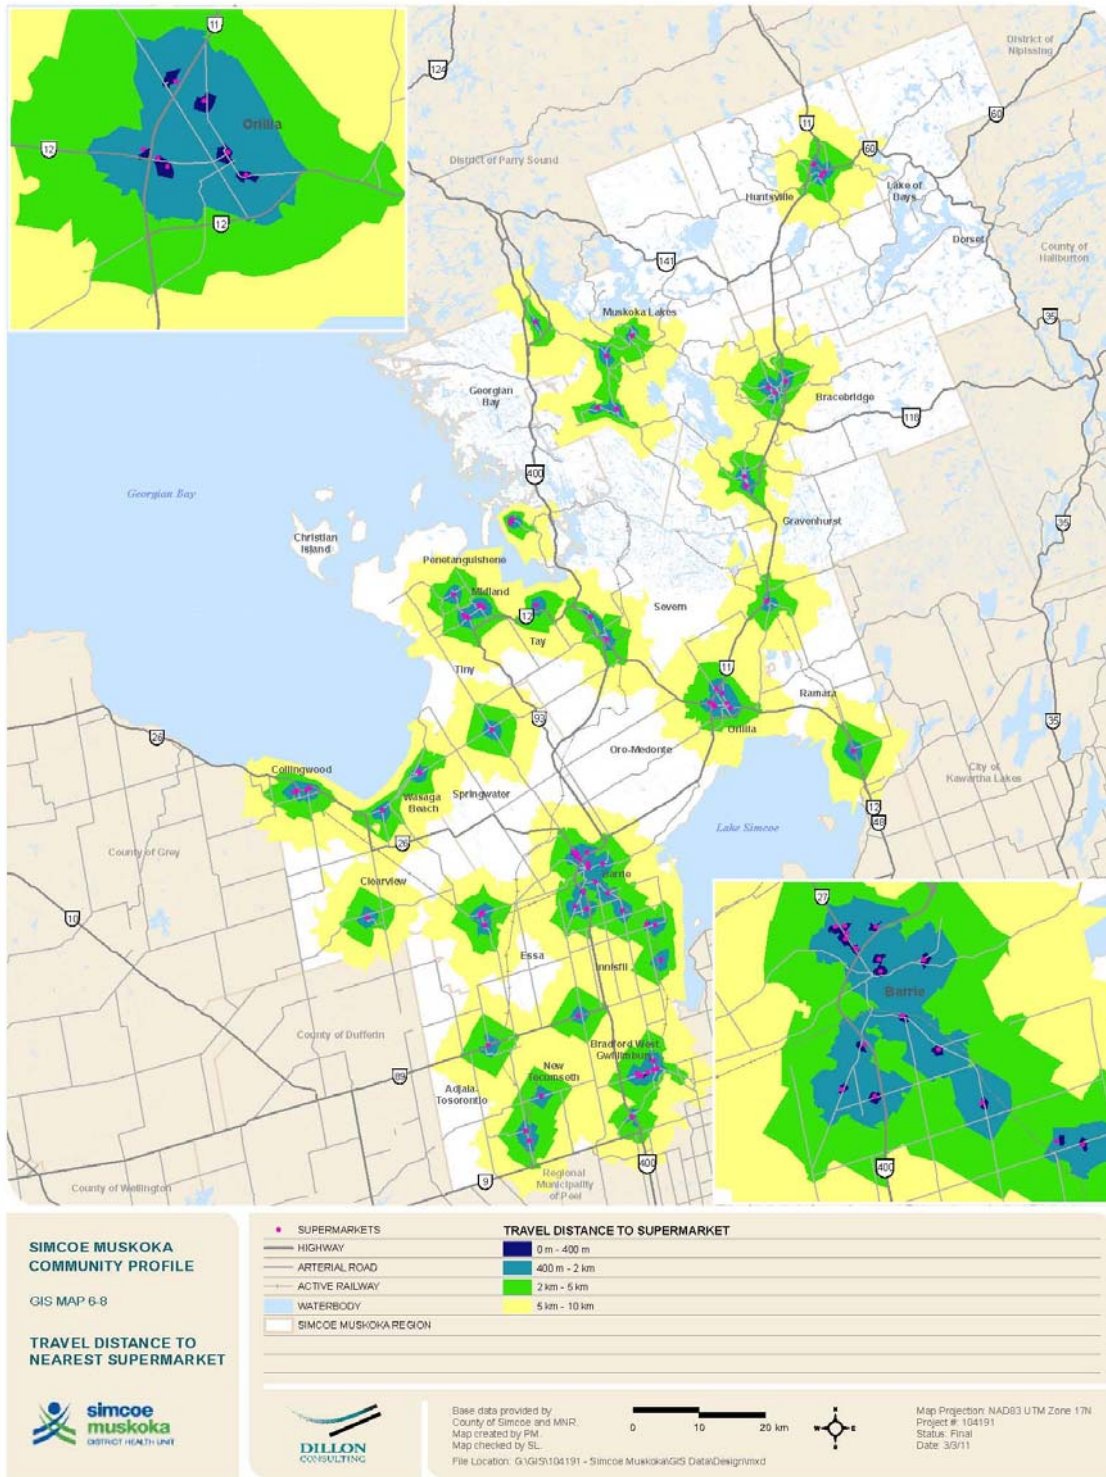 11
12
Orillia
12
124
District of Nipissing
60
11
60
District of Parry Sound
Huntsville
Lake of Bays
Dorset
County of Haliburton
141
35
Muskoka Lakes
Georgian Bay
Bracebridge
118
400
Georgian Bay
Gravenhurst
35
Christian Island
Penetanguishene
Midland
12
Severn
Tay
Tiny
11
Ramara
93
35
26
Orillia
Oro-Medonte
City of Kawartha Lakes
Collingwood
Wasaga Beach
Springwater
12
48
Lake Simcoe
26
County of Grey
Barrie
Clearview
27
10
Essa
Innisfil
Barrie
County of Dufferin
Bradford West Gwillimbury
89
New Tecumseth
Adjala-Tosorontio
400
400
County of Wellington
9
Regional Municipality of Peel
SIMCOE MUSKOKA
COMMUNITY PROFILE
GIS MAP 6-8
TRAVEL DISTANCE TO
NEAREST SUPERMARKET
simcoe
muskoka
DISTRICT HEALTH UNIT
SUPERMARKETS
HIGHWAY
ARTERIAL ROAD
ACTIVE RAILWAY
WATERBODY
SIMCOE MUSKOKA REGION
TRAVEL DISTANCE TO SUPERMARKET
0 m - 400 m
400 m - 2 km
2 km - 5 km
5 km - 10 km
DILLON
CONSULTING
Base data provided by
County of Simcoe and MNR.
Map created by PM.
Map checked by SL.
File Location: G:\GIS\104191 - Simcoe Muskoka\GIS Data\Design\mxd
0 10 20 km
N
W E
S
Map Projection: NAD83 UTM Zone 17N
Project #: 104191
Status: Final
Date: 3/3/11